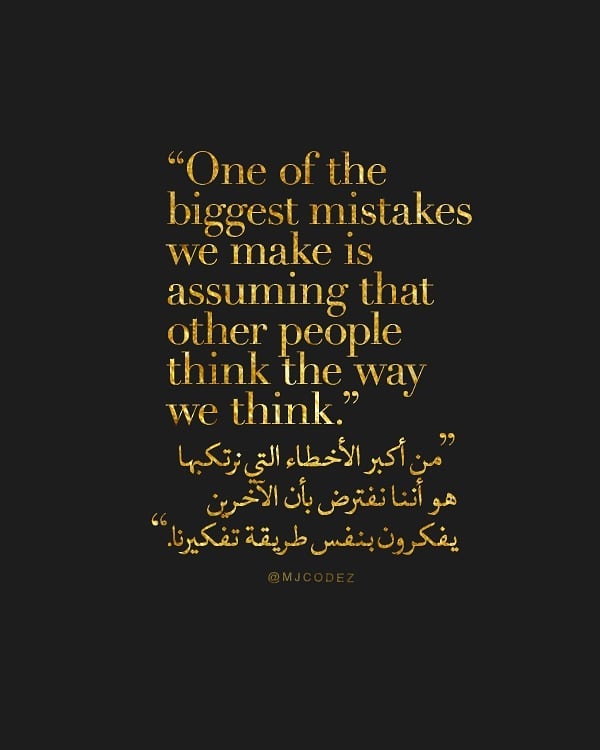 “One of the
biggest mistakes
we make is
assuming that
other people
think the way
we think.”
”من أكبر الأخطاء التي نرتكبها
هو أننا نفترض بأن الآخرين
يفكرون بنفس طريقة تفكيرنا.“
@MJCODEZ